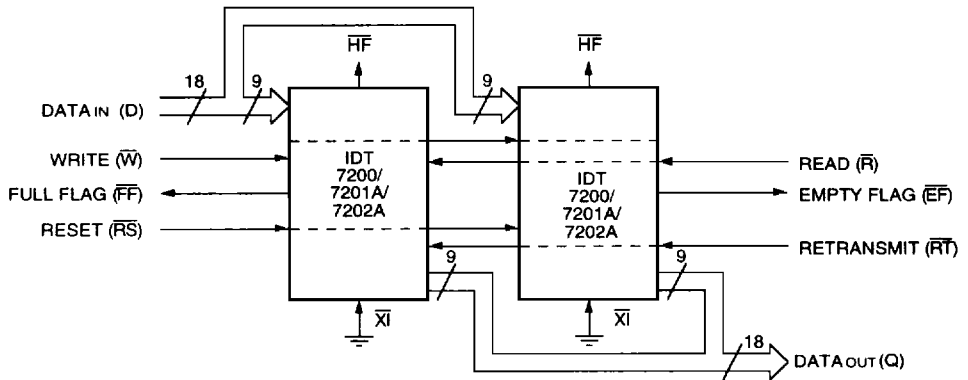 HF HF
18 9 9
DATA IN (D)
WRITE (W)
FULL FLAG (FF)
RESET (RS)
IDT
7200/
7201A/
7202A
IDT
7200/
7201A/
7202A
READ (R)
EMPTY FLAG (EF)
RETRANSMIT (RT)
9 9
XI XI
18
DATA OUT (Q)